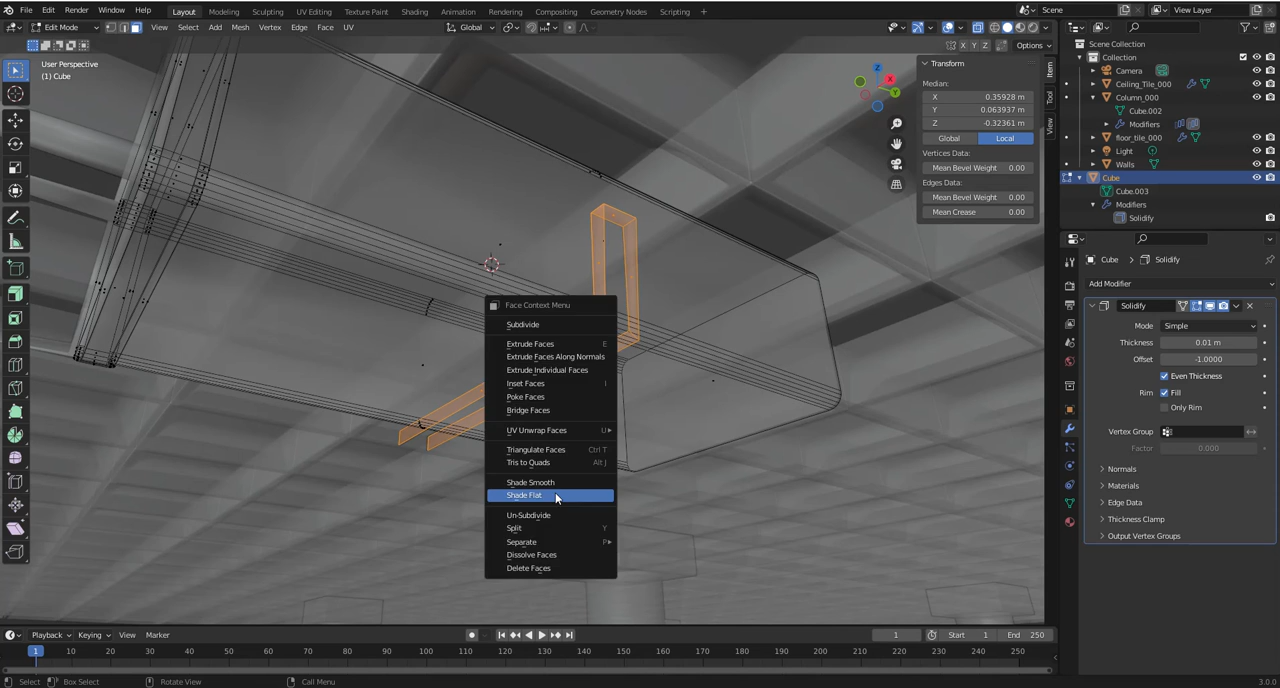 File Edit Render Window Help Layout Modeling Sculpting UV Editing Texture Paint Shading Animation Rendering Compositing Geometry Nodes Scripting + Scene View Layer
Edit Mode View Select Add Mesh Vertex Edge Face UV Global
X Y Z Options
User Perspective
(1) Cube
Transform
Median:
X 0.35928 m
Y 0.063937 m
Z -0.32361 m
Global Local
Vertices Data:
Mean Bevel Weight 0.00
Edges Data:
Mean Bevel Weight 0.00
Mean Crease 0.00
Item
Tool
View
Z
X
Y
Face Context Menu
Subdivide
Extrude Faces E
Extrude Faces Along Normals
Extrude Individual Faces
Inset Faces I
Poke Faces
Bridge Faces
UV Unwrap Faces U
Triangulate Faces Ctrl T
Tris to Quads Alt J
Shade Smooth
Shade Flat
Un-Subdivide
Split Y
Separate P
Dissolve Faces
Delete Faces
Scene Collection
Collection
Camera
Ceiling_Tile_000
Column_000
Cube.002
Modifiers
floor_tile_000
Light
Walls
Cube
Cube.003
Modifiers
Solidify
Cube > Solidify
Add Modifier
Solidify
Mode Simple
Thickness 0.01 m
Offset -1.0000
Even Thickness
Rim Fill
Only Rim
Vertex Group
Factor 0.000
Normals
Materials
Edge Data
Thickness Clamp
Output Vertex Groups
Playback Keying View Marker 1 Start 1 End 250
1 10 20 30 40 50 60 70 80 90 100 110 120 130 140 150 160 170 180 190 200 210 220 230 240 250
Select Box Select Rotate View Call Menu 3.0.0